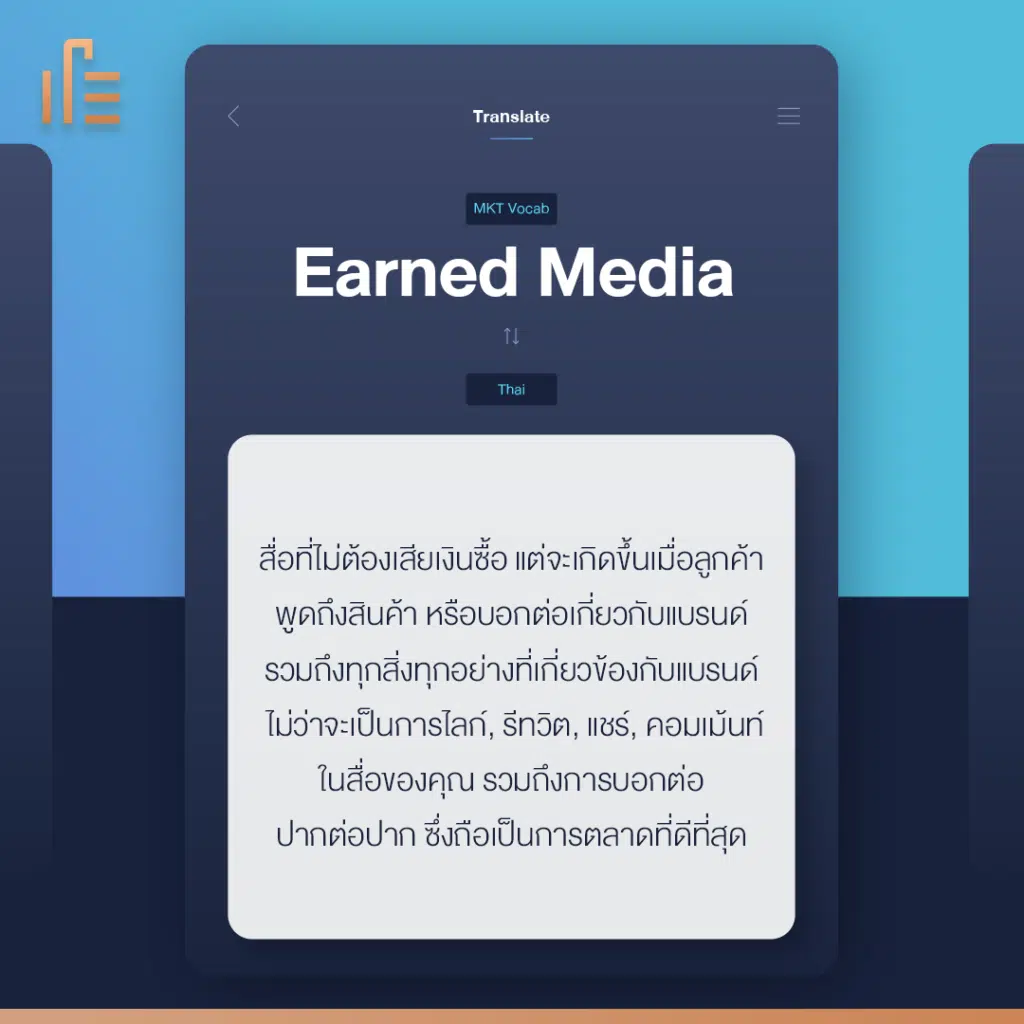 Translate
MKT Vocab
Earned Media
Thai
สื่อที่ไม่ต้องเสียเงินซื้อ แต่จะเกิดขึ้นเมื่อลูกค้า
พูดถึงสินค้า หรือบอกต่อเกี่ยวกับแบรนด์
รวมถึงทุกสิ่งทุกอย่างที่เกี่ยวข้องกับแบรนด์
ไม่ว่าจะเป็นการไลก์, รีทวิต, แชร์, คอมเม้นท์
ในสื่อของคุณ รวมถึงการบอกต่อ
ปากต่อปาก ซึ่งถือเป็นการตลาดที่ดีที่สุด